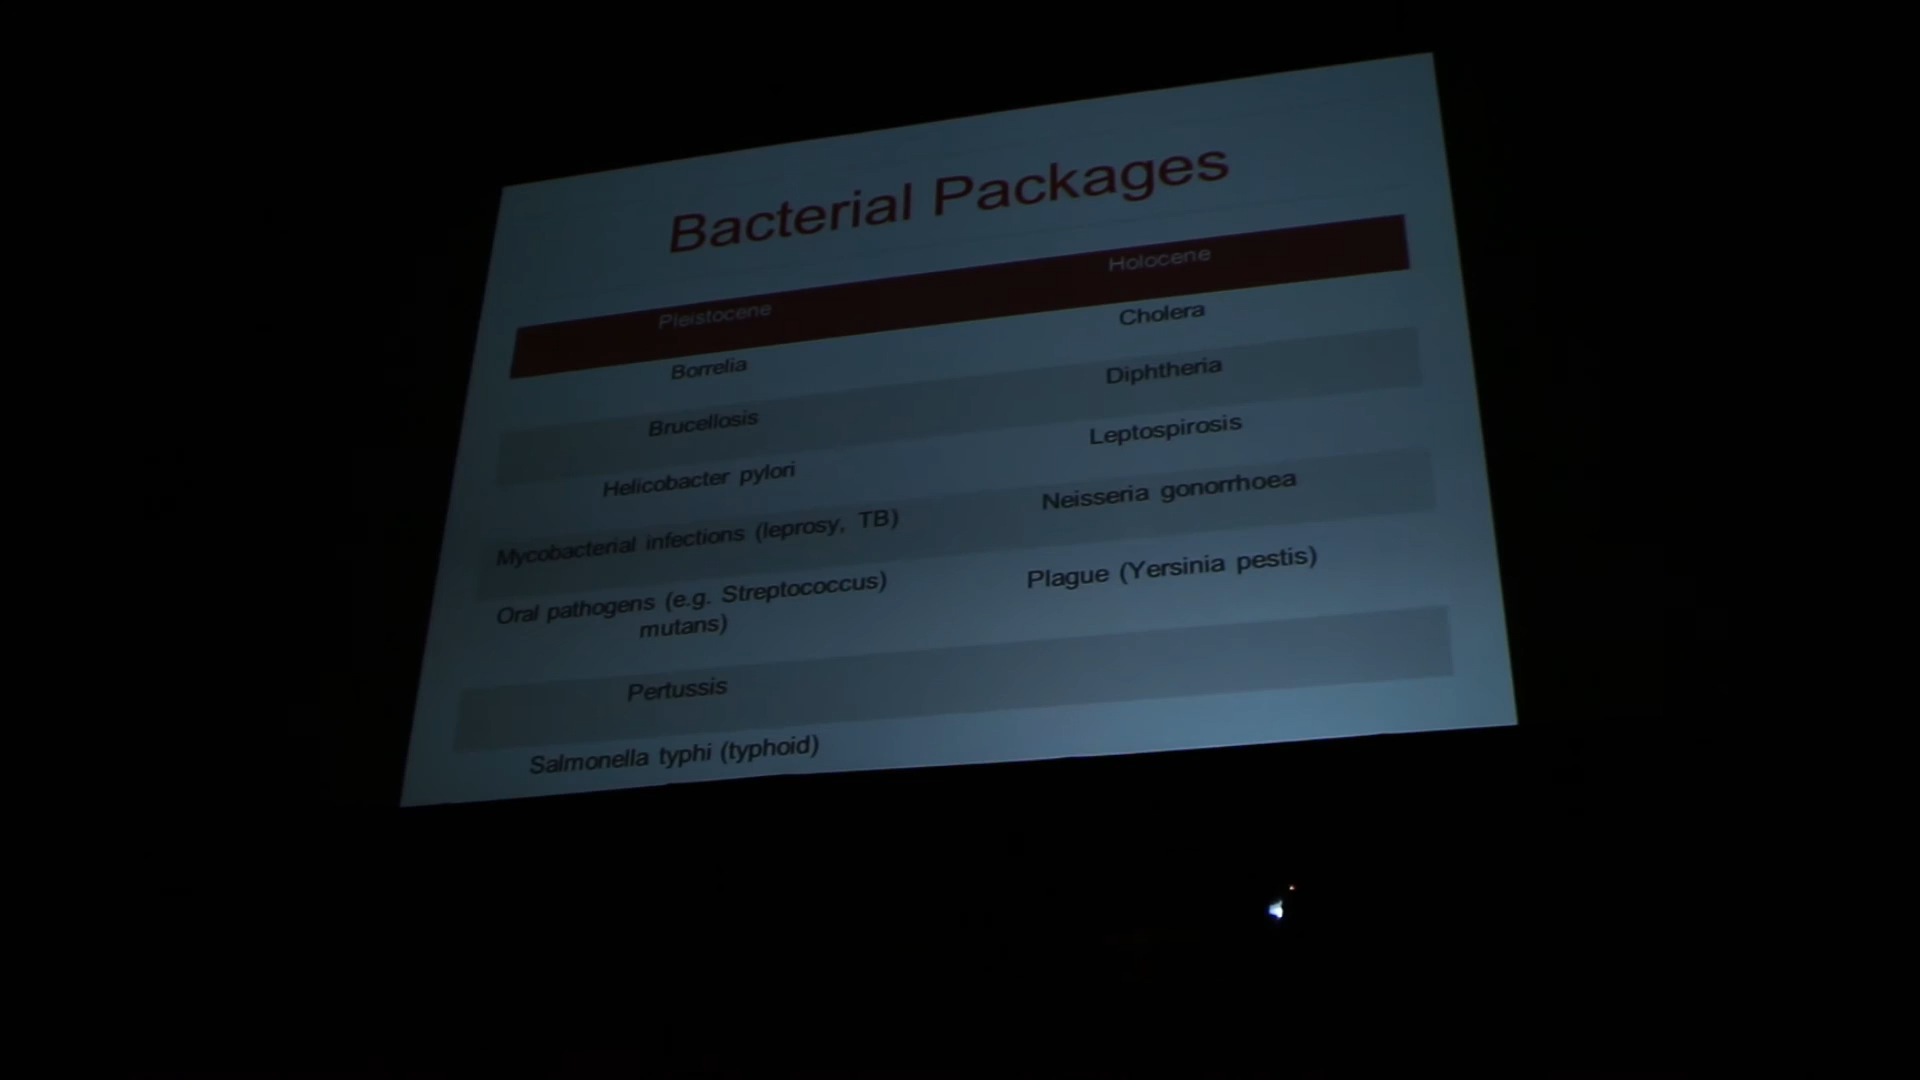 Bacterial Packages
Pleistocene Holocene
Borrelia Cholera
Brucellosis Diphtheria
Helicobacter pylori Leptospirosis
Mycobacterial infections (leprosy, TB) Neisseria gonorrhoea
Oral pathogens (e.g. Streptococcus) Plague (Yersinia pestis)
mutans)
Pertussis
Salmonella typhi (typhoid)